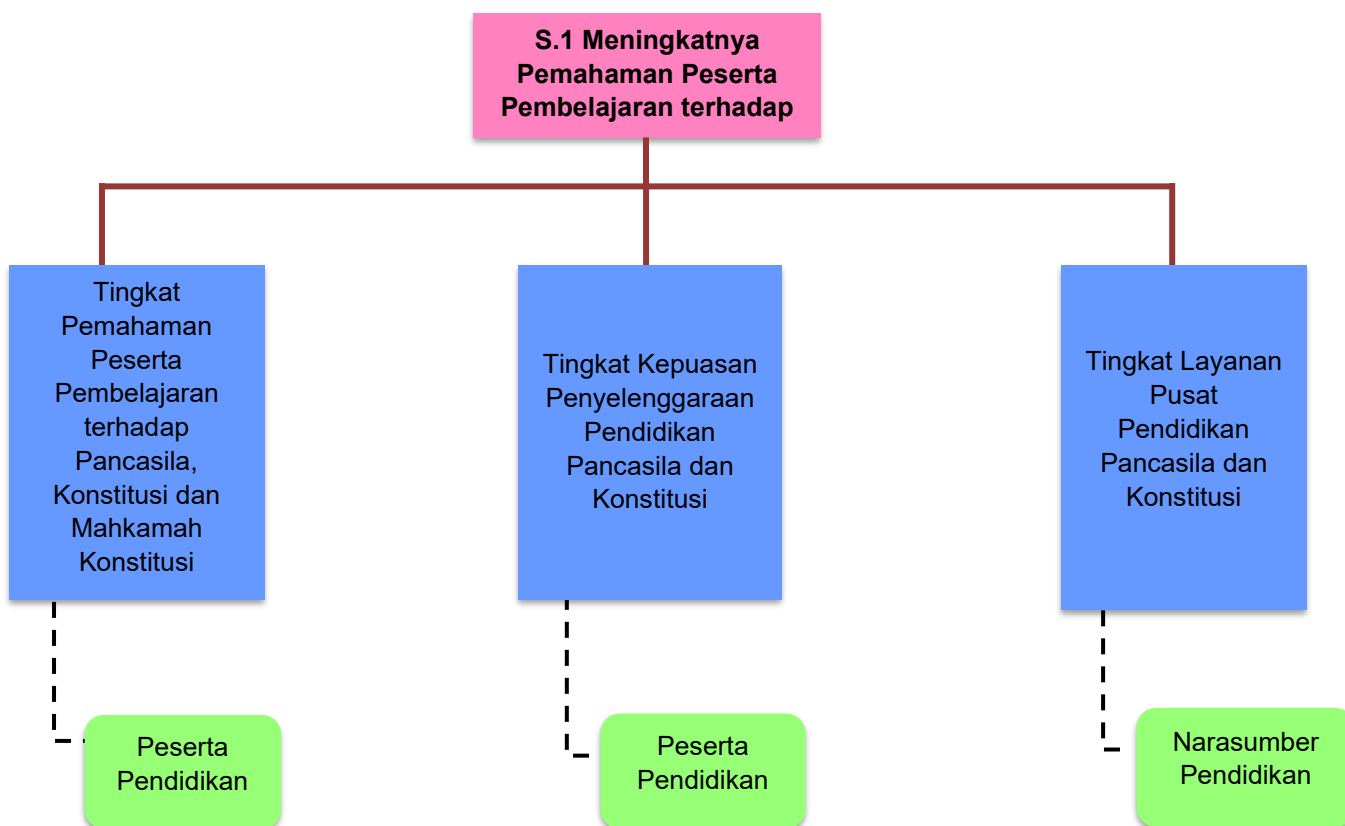 S.1 Meningkatnya
Pemahaman Peserta
Pembelajaran terhadap
Tingkat
Pemahaman
Peserta
Pembelajaran
terhadap
Pancasila,
Konstitusi dan
Mahkamah
Konstitusi
Tingkat Kepuasan
Penyelenggaraan
Pendidikan
Pancasila dan
Konstitusi
Tingkat Layanan
Pusat
Pendidikan
Pancasila dan
Konstitusi
Peserta
Pendidikan
Peserta
Pendidikan
Narasumber
Pendidikan